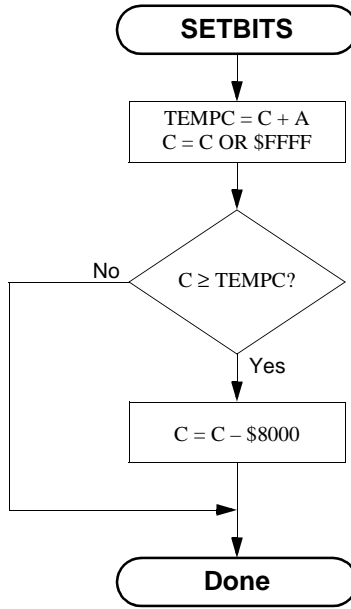 SETBITS
TEMPC = C + A
C = C OR $FFFF
C ≥ TEMPC?
No
Yes
C = C – $8000
Done